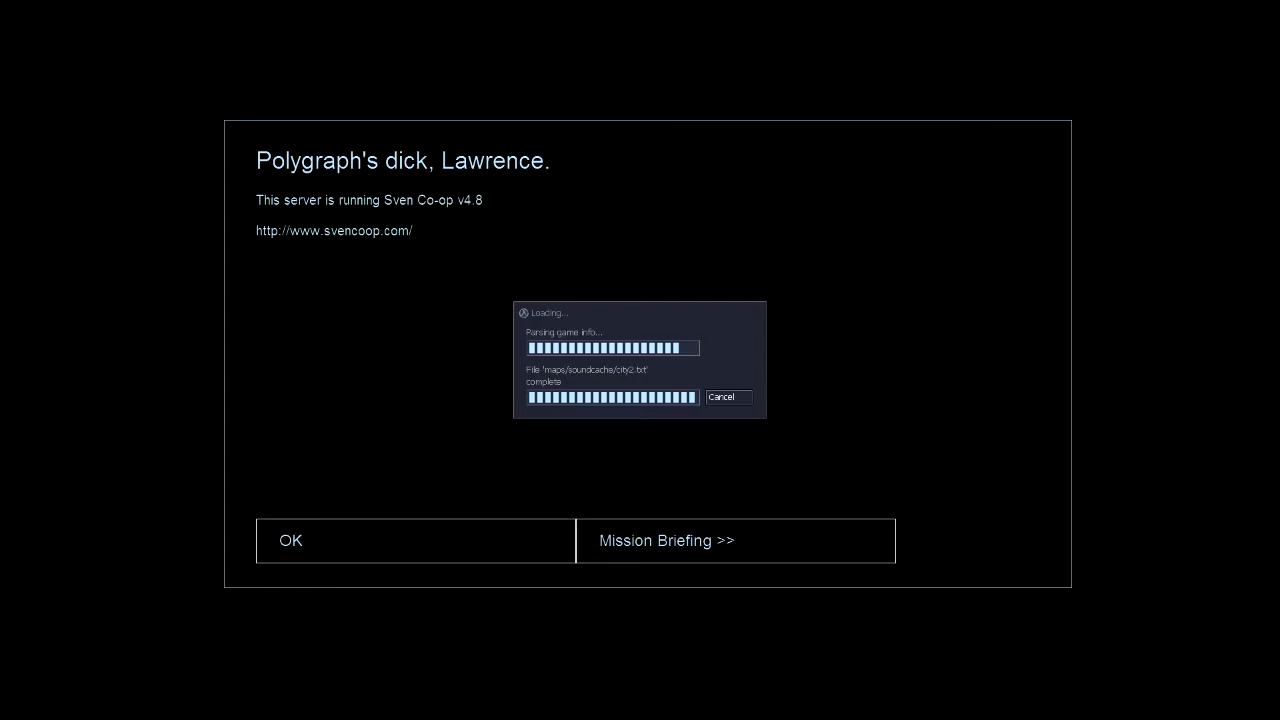 Polygraph's dick, Lawrence.
This server is running Sven Co-op v4.8
http://www.svencoop.com/
Loading...
Parsing game info...
File 'maps/soundcache/city2.txt'
complete
Cancel
OK
Mission Briefing >>